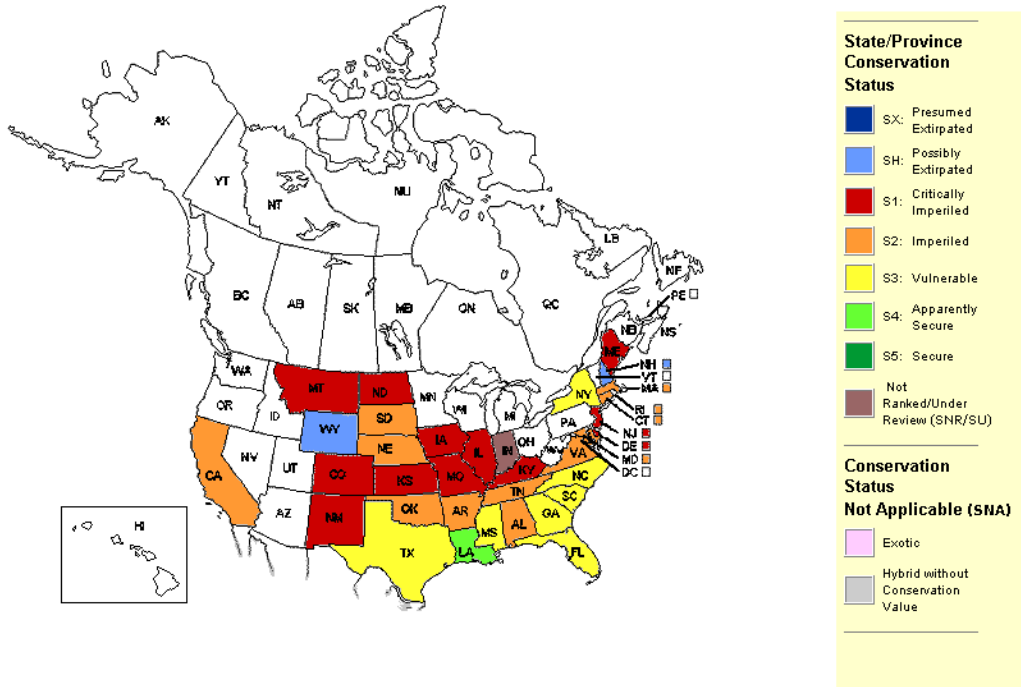 AK
YT
NT
NU
BC
AB
SK
MB
ON
QC
LB
NF
PE
NB
NS
ME
NH
VT
MA
RI
CT
NJ
DE
MD
DC
WA
OR
ID
MT
ND
MN
WI
MI
NY
PA
OH
WV
VA
SD
WY
NE
IA
IL
IN
KY
CA
NV
UT
CO
KS
MO
TN
NC
SC
AZ
NM
OK
AR
TX
LA
MS
AL
GA
FL
HI
State/Province
Conservation
Status
SX: Presumed
Extirpated
SH: Possibly
Extirpated
S1: Critically
Imperiled
S2: Imperiled
S3: Vulnerable
S4: Apparently
Secure
S5: Secure
Not
Ranked/Under
Review (SNR/SU)
Conservation
Status
Not Applicable (SNA)
Exotic
Hybrid without
Conservation
Value